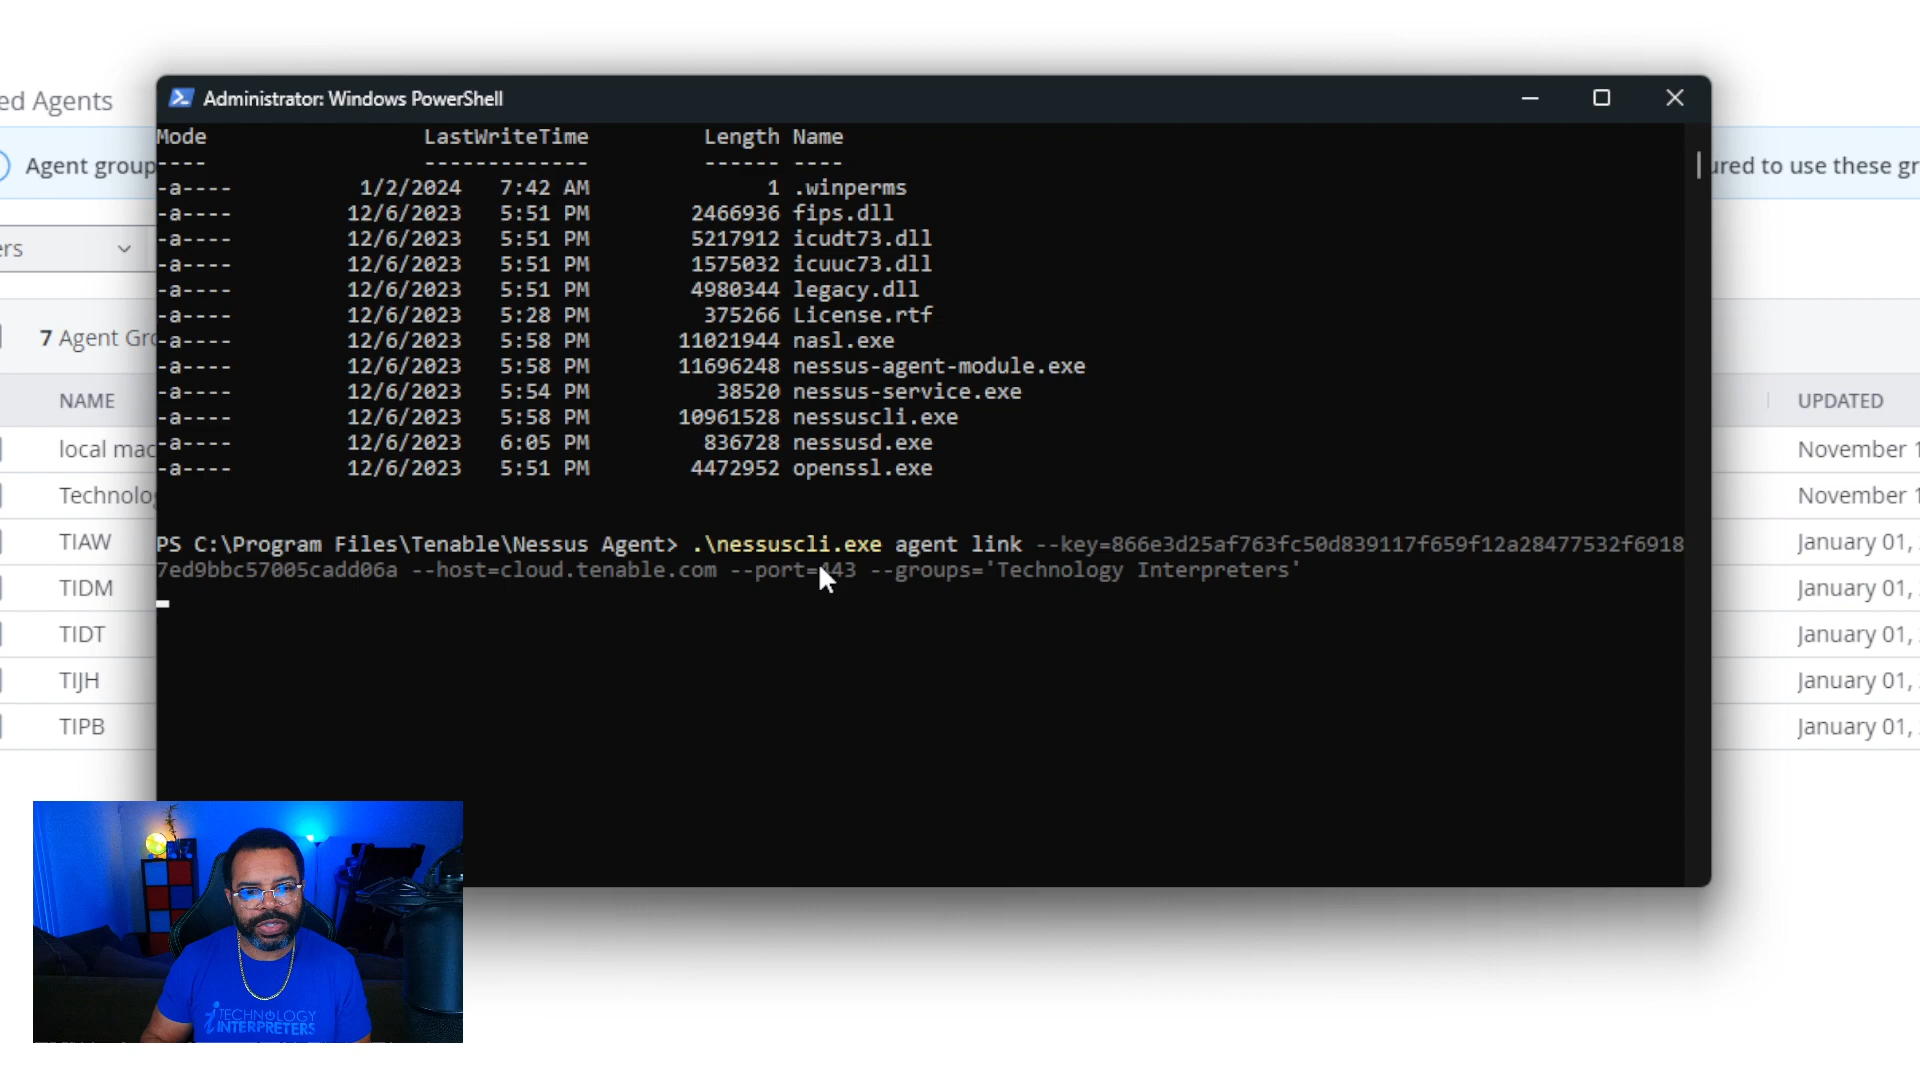 ed Agents
Administrator: Windows PowerShell
Agent group
ured to use these gr
ers
7 Agent Gro
NAME
UPDATED
local mac
November 1
Technolog
November 1
TIAW
January 01,
TIDM
January 01,
TIDT
January 01,
TIJH
January 01,
TIPB
January 01,
Mode LastWriteTime Length Name
---- ------------- ------ ----
-a---- 1/2/2024 7:42 AM 1 .winperms
-a---- 12/6/2023 5:51 PM 2466936 fips.dll
-a---- 12/6/2023 5:51 PM 5217912 icudt73.dll
-a---- 12/6/2023 5:51 PM 1575032 icuuc73.dll
-a---- 12/6/2023 5:51 PM 4980344 legacy.dll
-a---- 12/6/2023 5:28 PM 375266 License.rtf
-a---- 12/6/2023 5:58 PM 11021944 nasl.exe
-a---- 12/6/2023 5:58 PM 11696248 nessus-agent-module.exe
-a---- 12/6/2023 5:54 PM 38520 nessus-service.exe
-a---- 12/6/2023 5:58 PM 10961528 nessuscli.exe
-a---- 12/6/2023 6:05 PM 836728 nessusd.exe
-a---- 12/6/2023 5:51 PM 4472952 openssl.exe
PS C:\Program Files\Tenable\Nessus Agent> .\nessuscli.exe agent link --key=866e3d25af763fc50d839117f659f12a28477532f6918
7ed9bbc57005cadd06a --host=cloud.tenable.com --port=443 --groups='Technology Interpreters'
TECHNOLOGY
INTERPRETERS